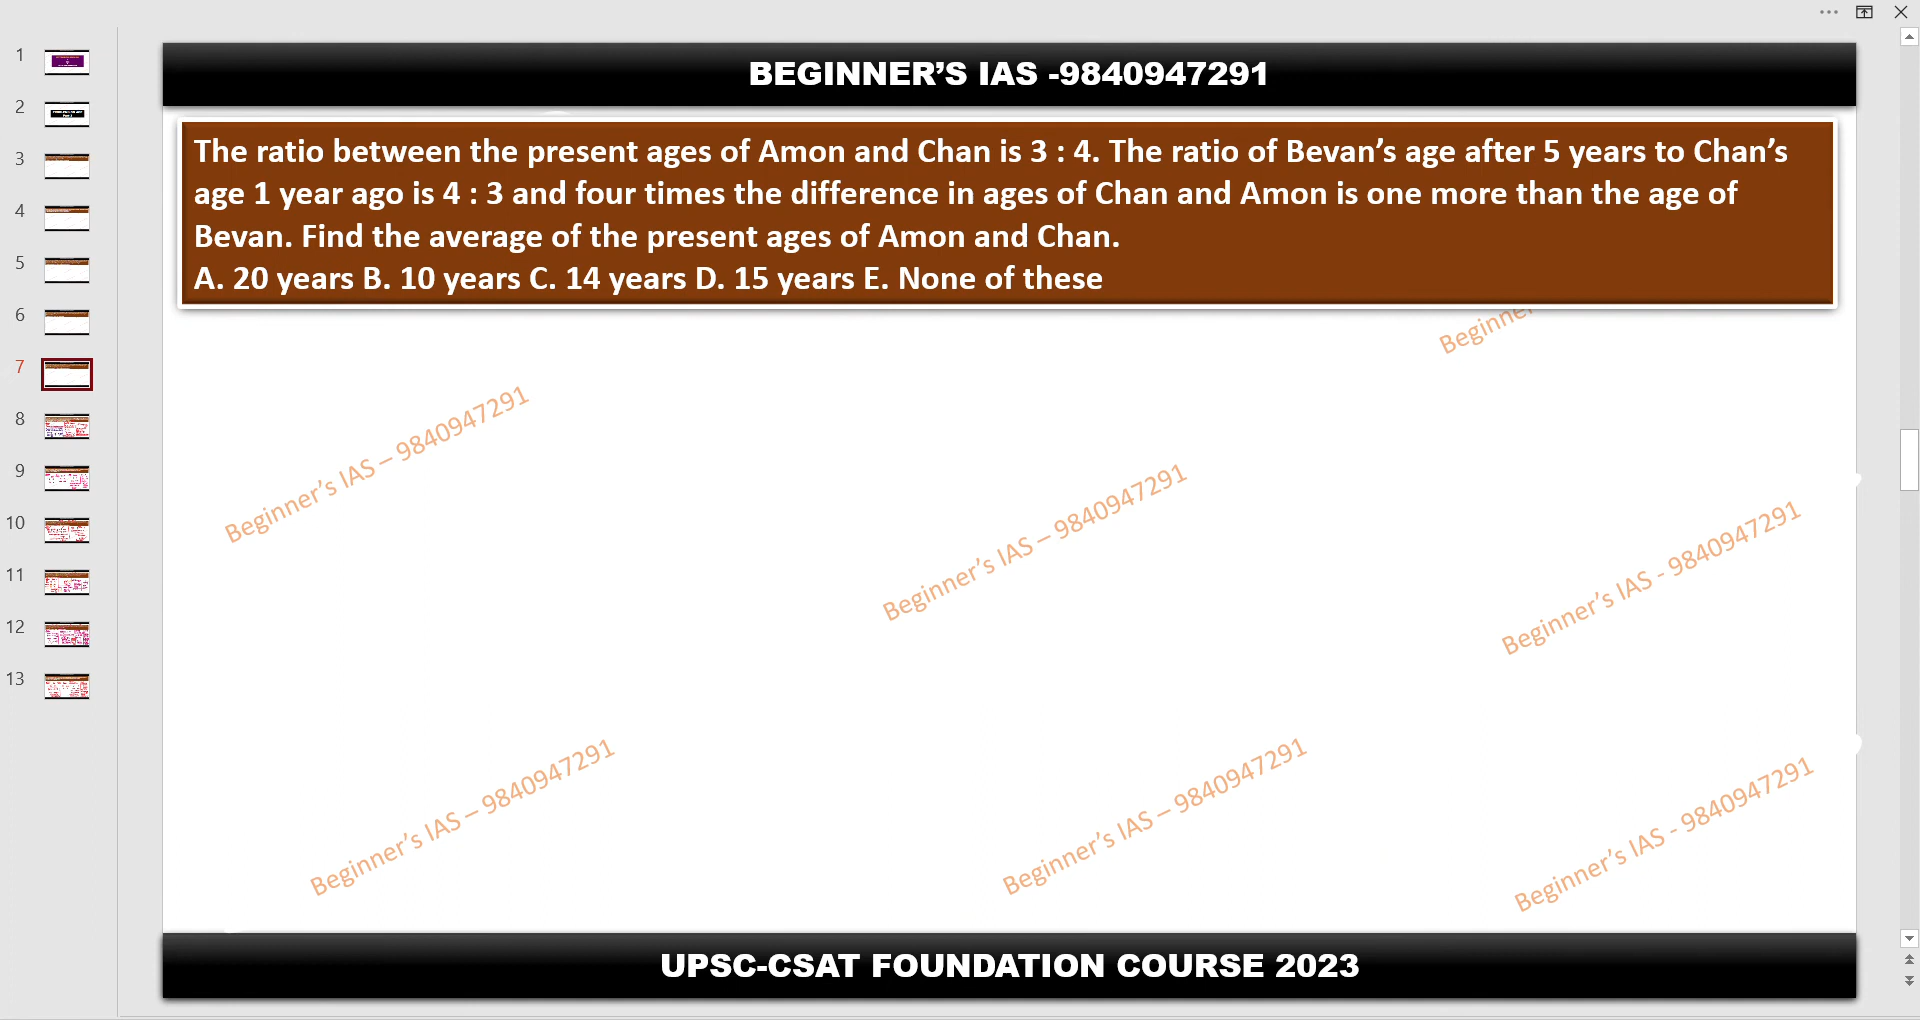 BEGINNER’S IAS -9840947291
The ratio between the present ages of Amon and Chan is 3 : 4. The ratio of Bevan’s age after 5 years to Chan’s
age 1 year ago is 4 : 3 and four times the difference in ages of Chan and Amon is one more than the age of
Bevan. Find the average of the present ages of Amon and Chan.
A. 20 years B. 10 years C. 14 years D. 15 years E. None of these
Beginner’
Beginner’s IAS – 9840947291
Beginner’s IAS – 9840947291
Beginner’s IAS - 9840947291
Beginner’s IAS – 9840947291
Beginner’s IAS – 9840947291
Beginner’s IAS - 9840947291
UPSC-CSAT FOUNDATION COURSE 2023
1
2
3
4
5
6
7
8
9
10
11
12
13